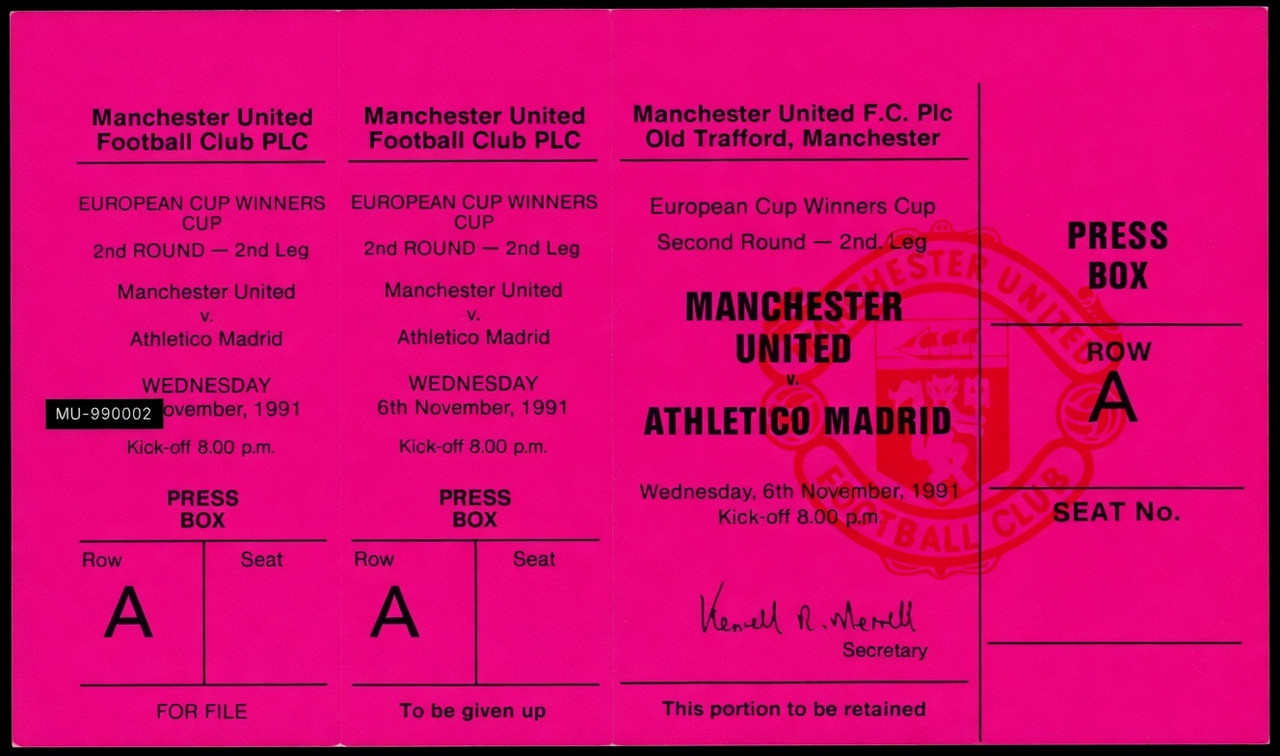 Manchester United
Football Club PLC
EUROPEAN CUP WINNERS
CUP
2nd ROUND — 2nd Leg
Manchester United
v.
Athletico Madrid
WEDNESDAY
MU-990002
ovember, 1991
Kick-off 8.00 p.m.
PRESS
BOX
Row Seat
A
FOR FILE
Manchester United
Football Club PLC
EUROPEAN CUP WINNERS
CUP
2nd ROUND — 2nd Leg
Manchester United
v.
Athletico Madrid
WEDNESDAY
6th November, 1991
Kick-off 8.00 p.m.
PRESS
BOX
Row Seat
A
To be given up
Manchester United F.C. Plc
Old Trafford, Manchester
European Cup Winners Cup
Second Round — 2nd. Leg
MANCHESTER
UNITED
v.
ATHLETICO MADRID
Wednesday, 6th November, 1991
Kick-off 8.00 p.m.
Secretary
This portion to be retained
MANCHESTER UNITED
FOOTBALL CLUB
PRESS
BOX
ROW
A
SEAT No.